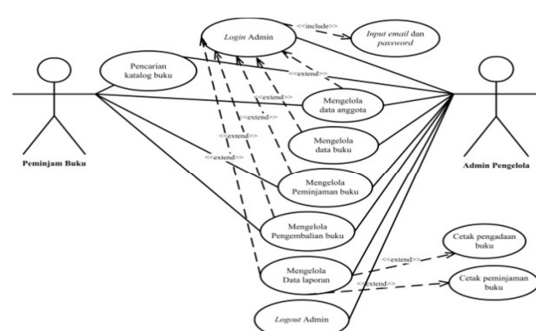 Login Admin
<<include>>
Input email dan
password
Pencarian
katalog buku
<<extend>>
Mengelola
data anggota
<<extend>>
<<extend>>
Mengelola
data buku
<<extend>>
Peminjam Buku
Admin Pengelola
Mengelola
Peminjaman buku
Mengelola
Pengembalian buku
Cetak pengadaan
buku
<<extend>>
Mengelola
Data laporan
<<extend>>
Cetak peminjaman
buku
Logout Admin